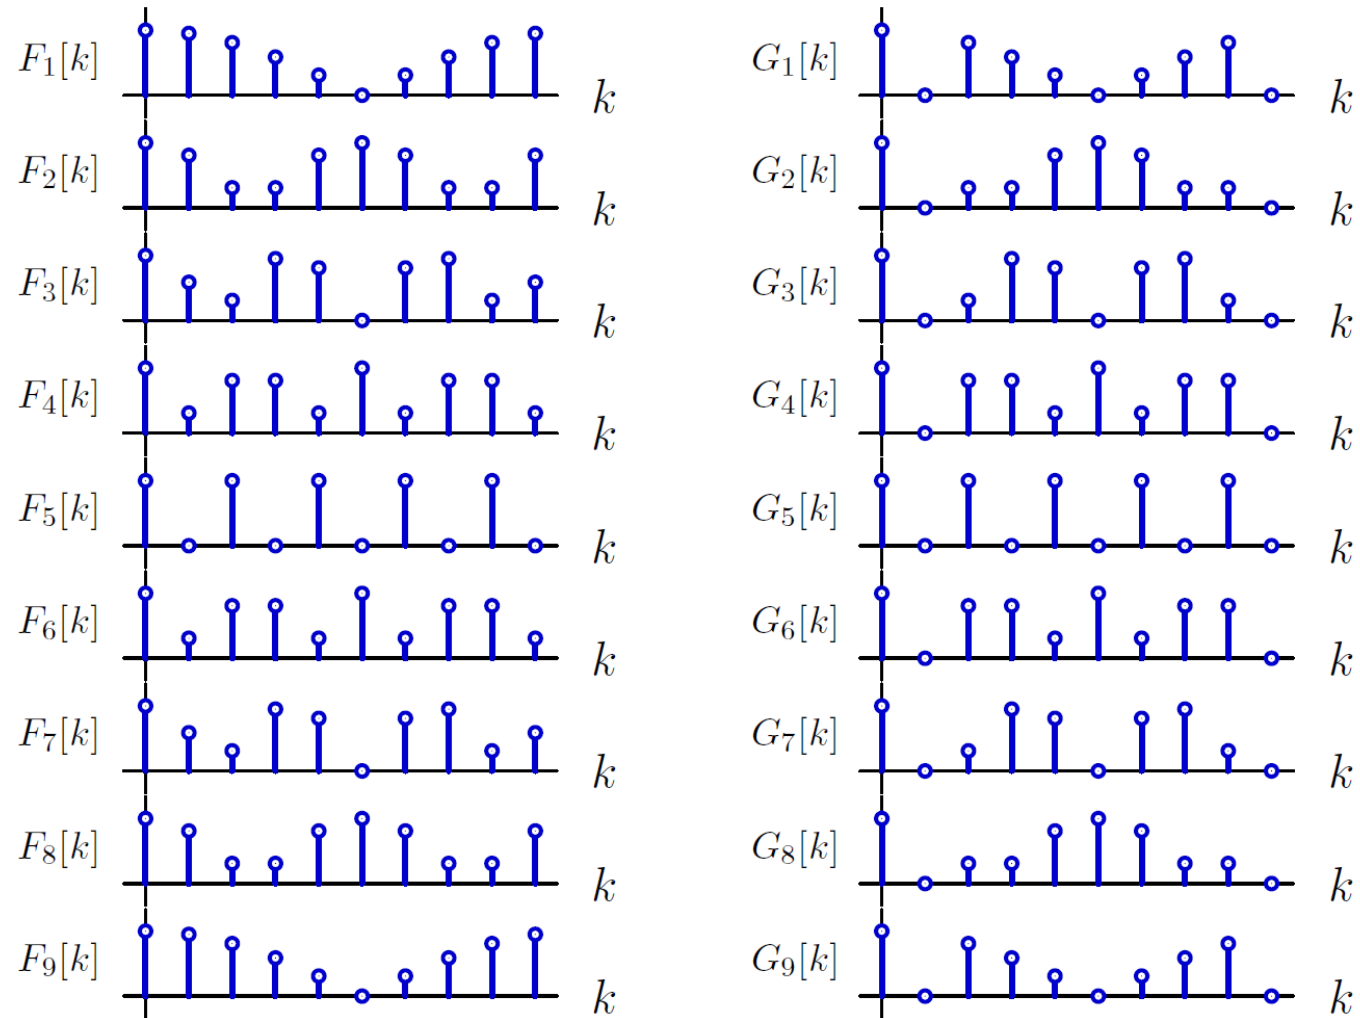 F₁[k] k G₁[k] k
F₂[k] k G₂[k] k
F₃[k] k G₃[k] k
F₄[k] k G₄[k] k
F₅[k] k G₅[k] k
F₆[k] k G₆[k] k
F₇[k] k G₇[k] k
F₈[k] k G₈[k] k
F₉[k] k G₉[k] k